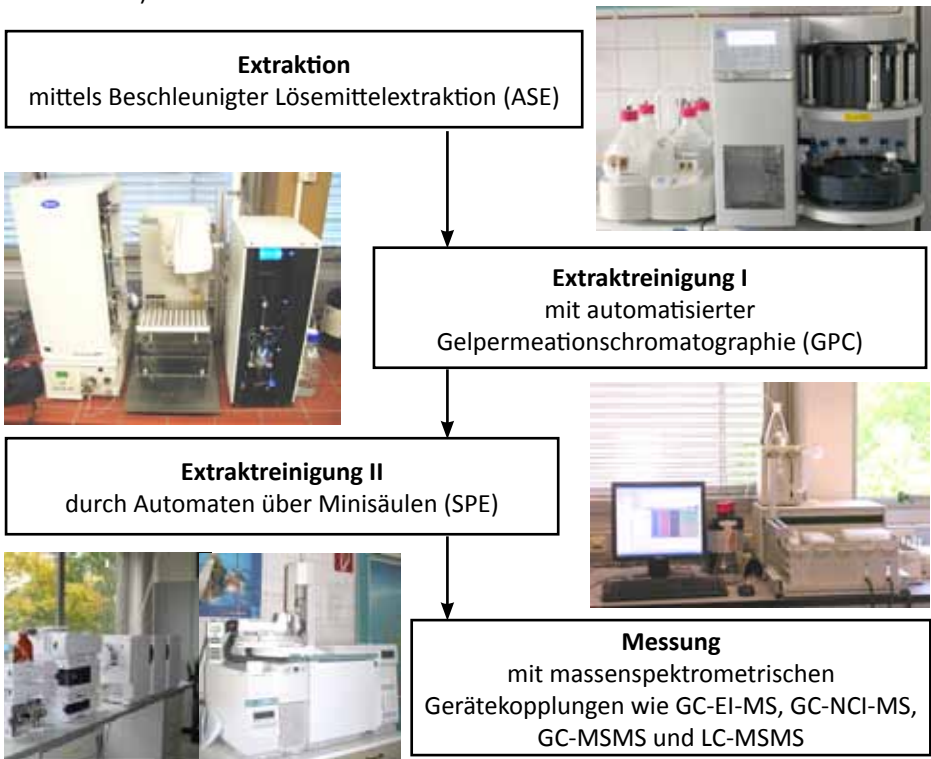 Extraktion
mittels Beschleunigter Lösemittelextraktion (ASE)
Extraktreinigung I
mit automatisierter
Gelpermeationschromatographie (GPC)
Extraktreinigung II
durch Automaten über Minisäulen (SPE)
Messung
mit massenspektrometrischen
Gerätekopplungen wie GC-EI-MS, GC-NCI-MS,
GC-MSMS und LC-MSMS